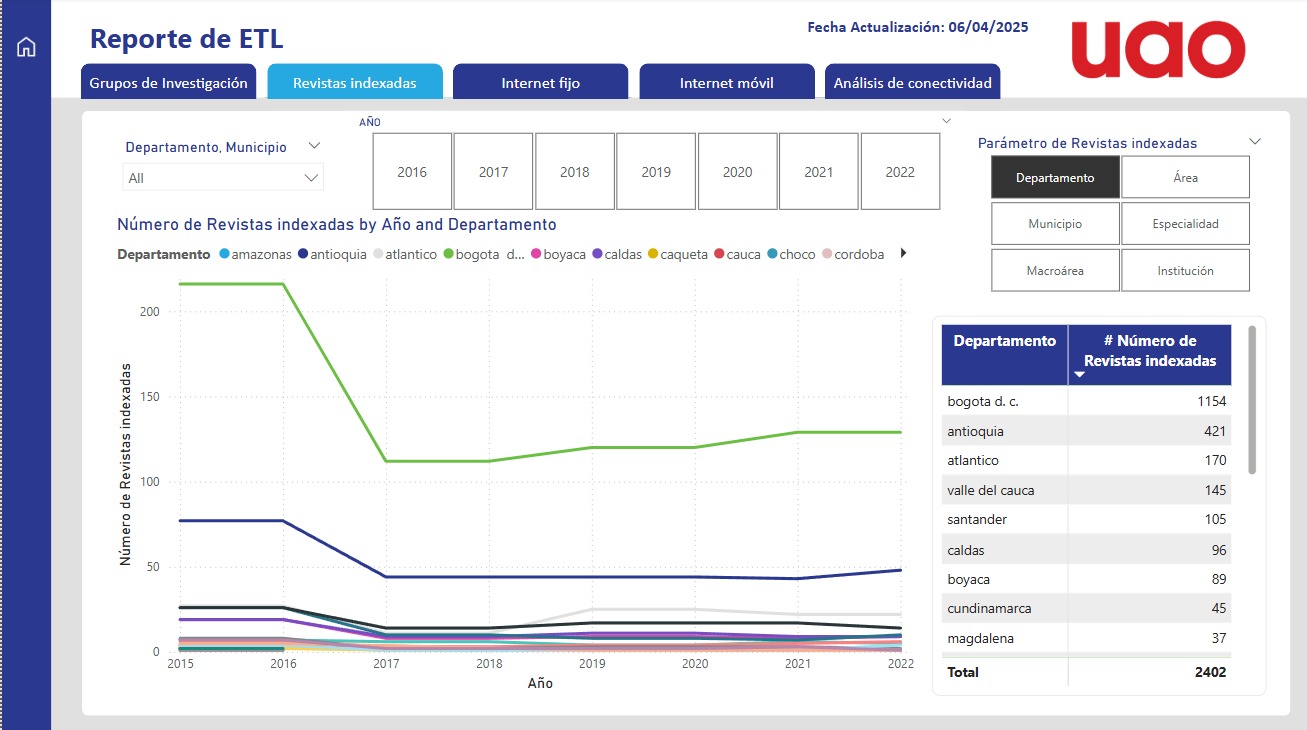 Reporte de ETL
Fecha Actualización: 06/04/2025
uao
Grupos de Investigación
Revistas indexadas
Internet fijo
Internet móvil
Análisis de conectividad
Departamento, Municipio
All
AÑO
2016
2017
2018
2019
2020
2021
2022
Parámetro de Revistas indexadas
Departamento
Área
Municipio
Especialidad
Macroárea
Institución
Número de Revistas indexadas by Año and Departamento
Departamento amazonas antioquia atlantico bogota d... boyaca caldas caqueta cauca choco cordoba
Número de Revistas indexadas
200
150
100
50
0
2015 2016 2017 2018 2019 2020 2021 2022
Año
Departamento # Número de
Revistas indexadas
bogota d. c. 1154
antioquia 421
atlantico 170
valle del cauca 145
santander 105
caldas 96
boyaca 89
cundinamarca 45
magdalena 37
Total 2402